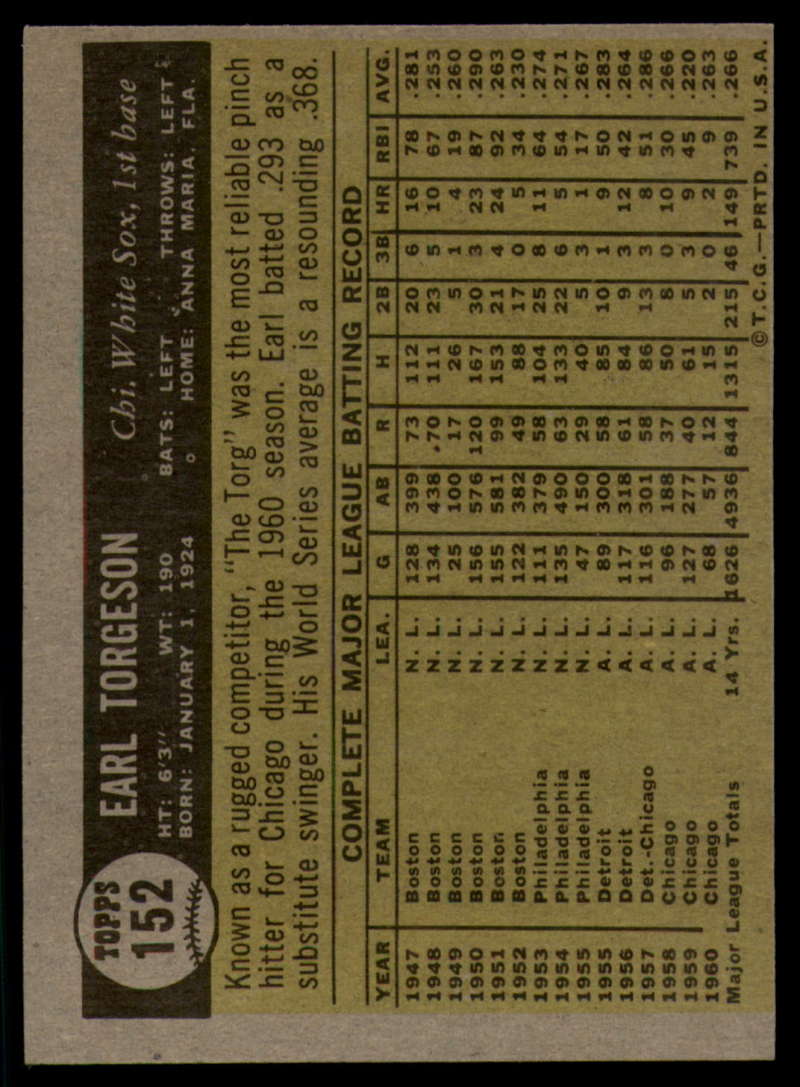 TOPPS
152
EARL TORGESON
Chi. White Sox, 1st base
HT: 6'3" WT: 190 BATS: LEFT THROWS: LEFT
BORN: JANUARY 1, 1924 HOME: ANNA MARIA, FLA.
Known as a rugged competitor, "The Torg" was the most reliable pinch
hitter for Chicago during the 1960 season. Earl batted .293 as a
substitute swinger. His World Series average is a resounding .368.
COMPLETE MAJOR LEAGUE BATTING RECORD
YEAR TEAM LEA. G AB R H 2B 3B HR RBI AVG.
1947 Boston N. L. 128 399 73 112 20 6 16 78 .281
1948 Boston N. L. 134 438 70 111 23 5 10 67 .253
1949 Boston N. L. 25 100 17 26 5 1 4 19 .260
1950 Boston N. L. 156 576 120 167 30 3 23 87 .290
1951 Boston N. L. 155 581 99 153 21 4 24 92 .263
1952 Boston N. L. 122 382 49 88 17 0 5 34 .230
1953 Philadelphia N. L. 111 379 58 104 25 8 11 64 .274
1954 Philadelphia N. L. 135 490 63 133 22 6 5 54 .271
1955 Philadelphia N. L. 47 150 29 40 5 3 1 17 .267
1955 Detroit A. L. 89 300 58 85 10 1 9 50 .283
1956 Detroit A. L. 117 318 61 84 9 3 12 42 .264
1957 Det.-Chicago A. L. 116 301 58 86 13 3 8 51 .286
1958 Chicago A. L. 96 188 37 50 8 0 10 30 .266
1959 Chicago A. L. 127 277 40 61 5 3 9 45 .220
1960 Chicago A. L. 68 57 12 15 2 0 2 9 .263
Major League Totals 14 Yrs. 1626 4936 844 1315 215 46 149 739 .266
© T.C.G.—PRTD. IN U.S.A.